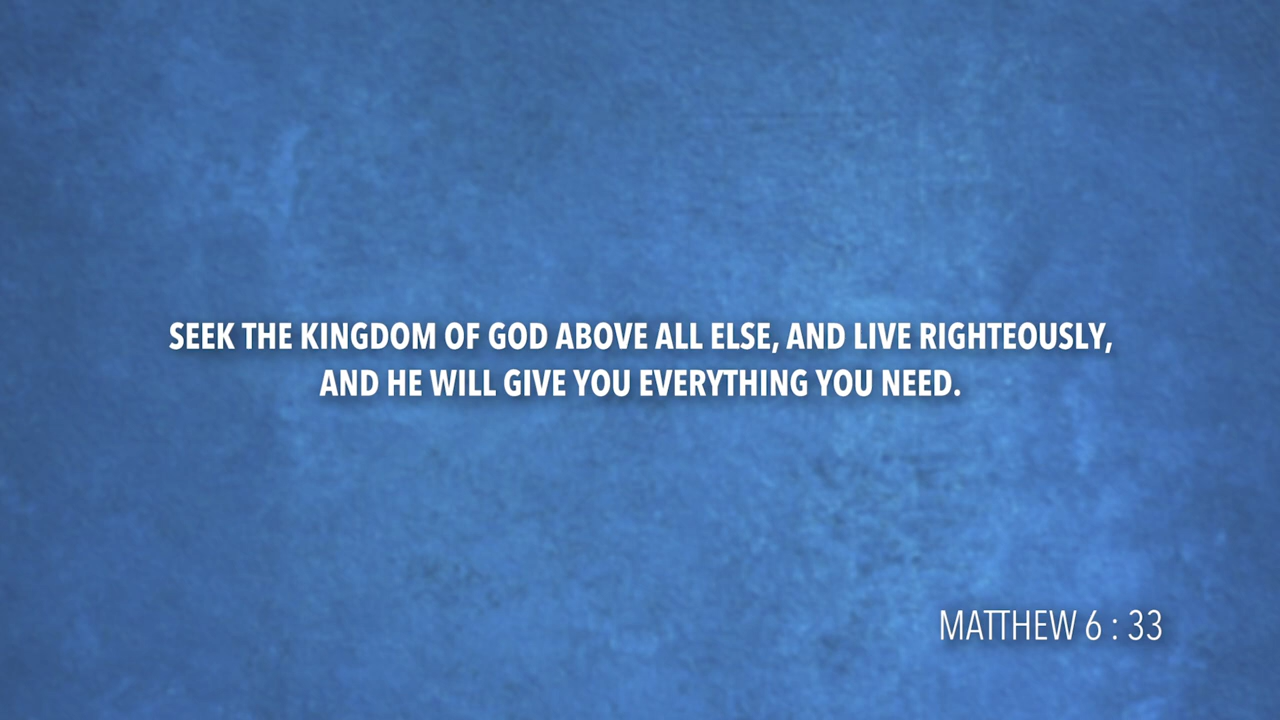 SEEK THE KINGDOM OF GOD ABOVE ALL ELSE, AND LIVE RIGHTEOUSLY,
AND HE WILL GIVE YOU EVERYTHING YOU NEED.
MATTHEW 6 : 33